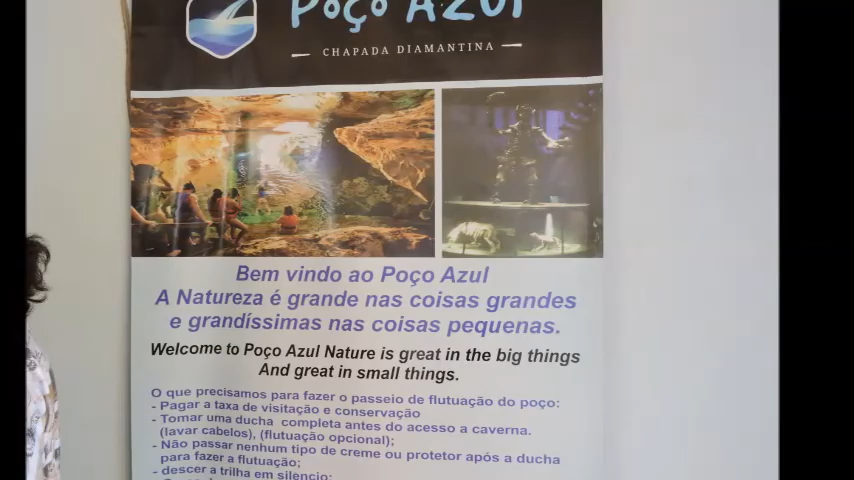 Poço Azul
CHAPADA DIAMANTINA
Bem vindo ao Poço Azul
A Natureza é grande nas coisas grandes
e grandíssimas nas coisas pequenas.
Welcome to Poço Azul Nature is great in the big things
And great in small things.
O que precisamos para fazer o passeio de flutuação do poço:
- Pagar a taxa de visitação e conservação
- Tomar uma ducha completa antes do acesso a caverna.
(lavar cabelos), (flutuação opcional);
- Não passar nenhum tipo de creme ou protetor após a ducha
para fazer a flutuação;
- descer a trilha em silencio;